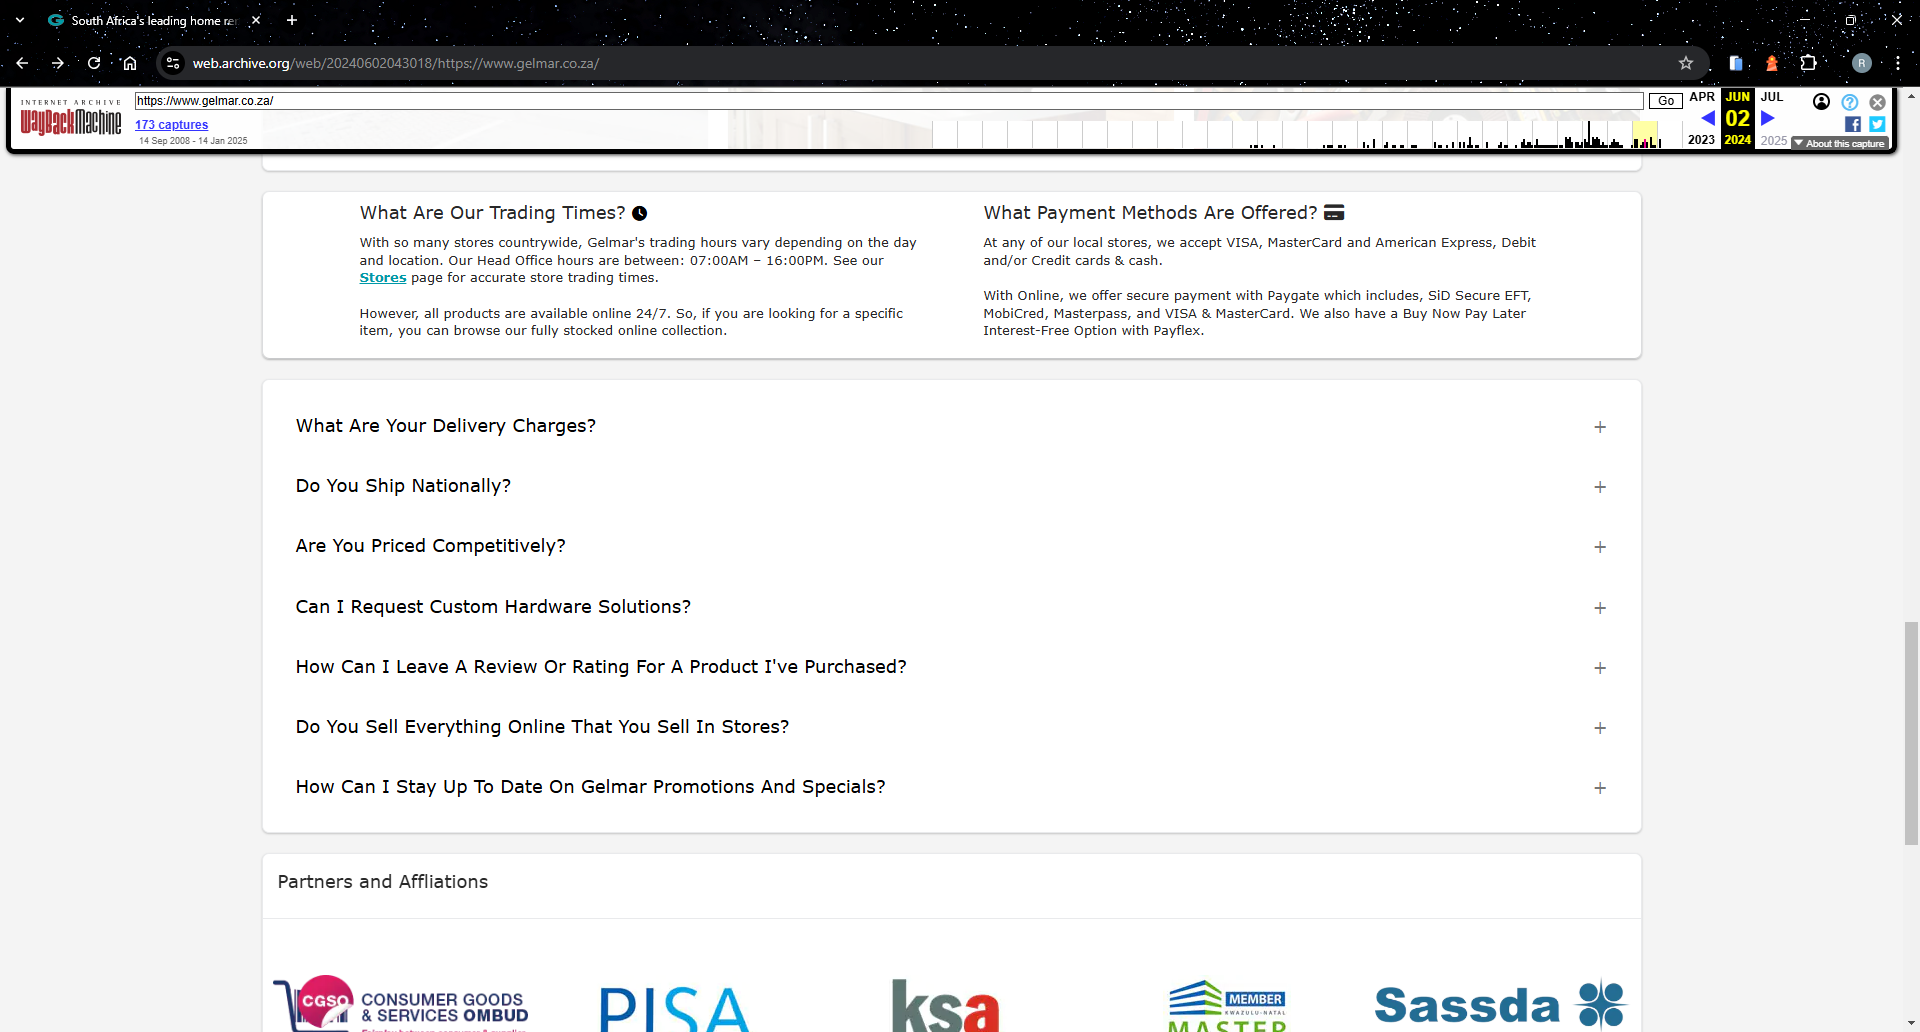 South Africa's leading home re
web.archive.org/web/20240602043018/https://www.gelmar.co.za/
R
INTERNET ARCHIVE
WayBackMachine
https://www.gelmar.co.za/
Go
173 captures
14 Sep 2008 - 14 Jan 2025
APR JUN JUL
02
2023 2024 2025
About this capture
What Are Our Trading Times?
With so many stores countrywide, Gelmar's trading hours vary depending on the day
and location. Our Head Office hours are between: 07:00AM – 16:00PM. See our
Stores page for accurate store trading times.
However, all products are available online 24/7. So, if you are looking for a specific
item, you can browse our fully stocked online collection.
What Payment Methods Are Offered?
At any of our local stores, we accept VISA, MasterCard and American Express, Debit
and/or Credit cards & cash.
With Online, we offer secure payment with Paygate which includes, SiD Secure EFT,
MobiCred, Masterpass, and VISA & MasterCard. We also have a Buy Now Pay Later
Interest-Free Option with Payflex.
What Are Your Delivery Charges?
Do You Ship Nationally?
Are You Priced Competitively?
Can I Request Custom Hardware Solutions?
How Can I Leave A Review Or Rating For A Product I've Purchased?
Do You Sell Everything Online That You Sell In Stores?
How Can I Stay Up To Date On Gelmar Promotions And Specials?
Partners and Affliations
CGSO
CONSUMER GOODS
& SERVICES OMBUD
PISA
ksa
MEMBER
KWAZULU-NATAL
MASTER
Sassda